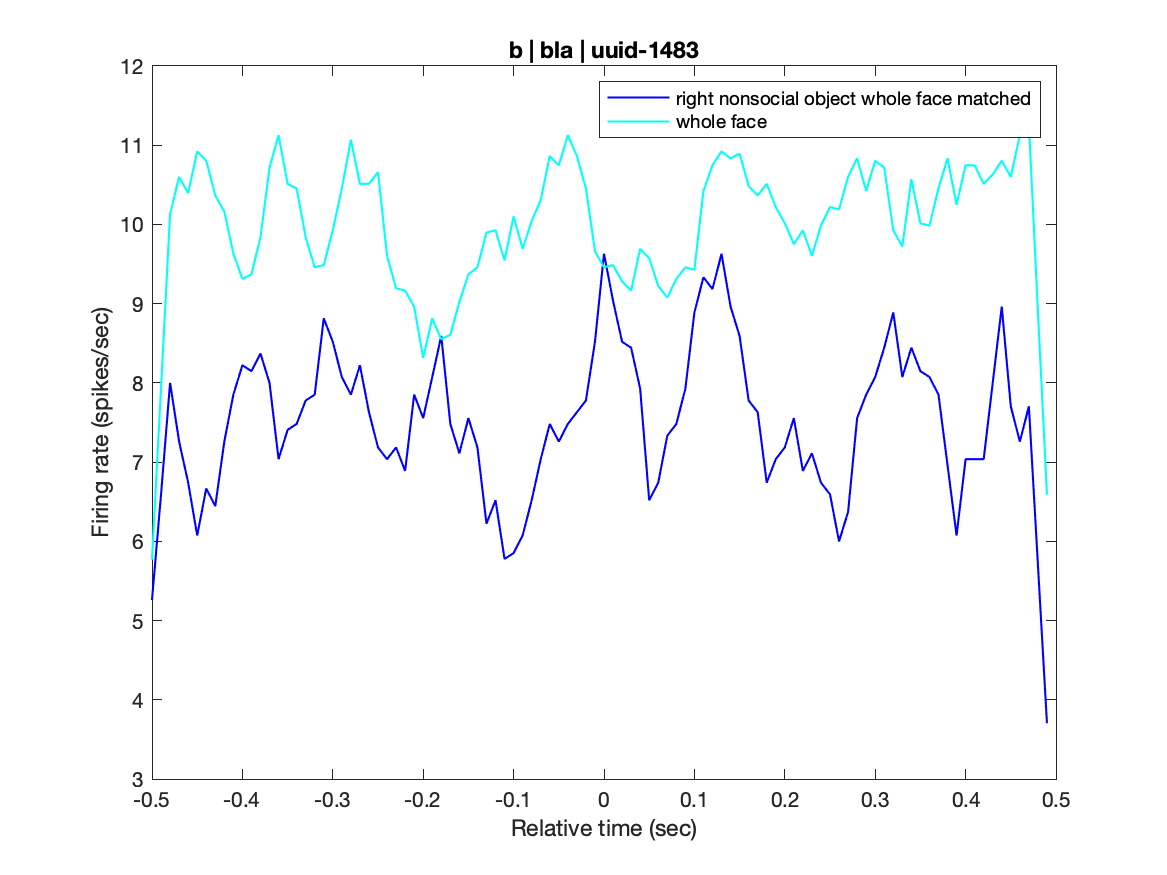 b | bla | uuid-1483
right nonsocial object whole face matched
whole face
12
11
10
9
8
7
6
5
4
3
Firing rate (spikes/sec)
-0.5 -0.4 -0.3 -0.2 -0.1 0 0.1 0.2 0.3 0.4 0.5
Relative time (sec)